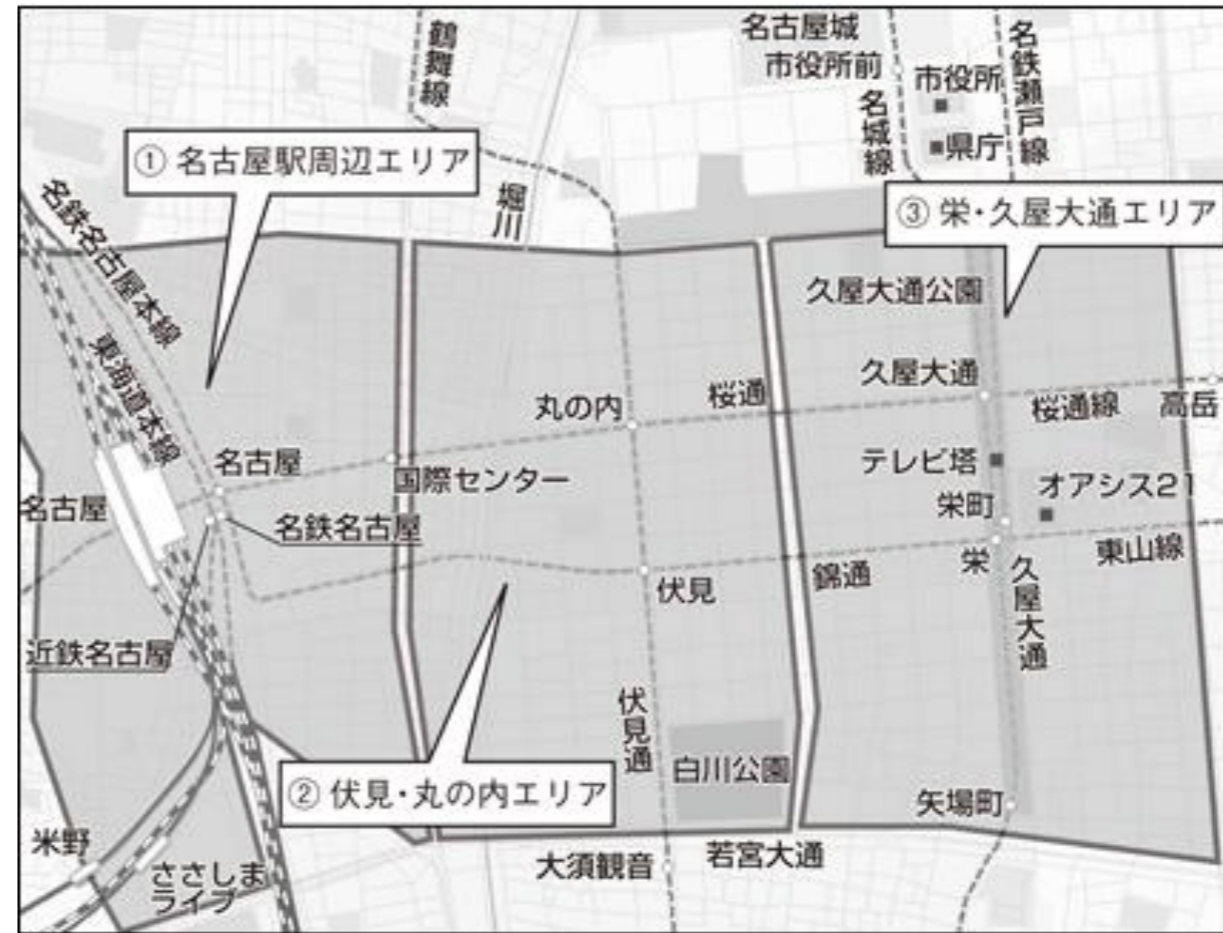 名古屋城
鶴舞線
市役所前
市役所
名鉄瀬戸線
名城線
県庁
① 名古屋駅周辺エリア
堀川
③ 栄・久屋大通エリア
名鉄名古屋本線
東海道本線
久屋大通公園
久屋大通
桜通
丸の内
桜通線
高岳
名古屋
国際センター
テレビ塔
オアシス21
名古屋
栄町
名鉄名古屋
東山線
栄
錦通
伏見
久屋大通
近鉄名古屋
伏見通
白川公園
② 伏見・丸の内エリア
矢場町
米野
ささしま
ライブ
大須観音
若宮大通